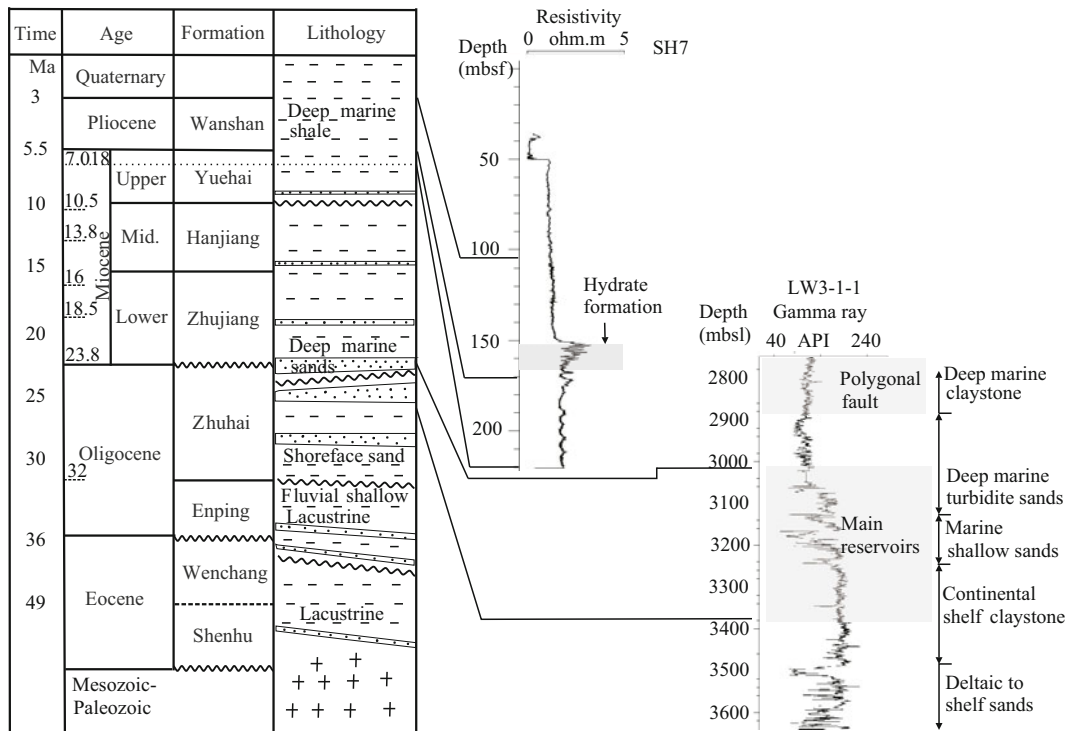 Time
Age
Formation
Lithology
Ma
3
5.5
10
15
20
25
30
36
49
Quaternary
Pliocene
7.018
10.5
13.8
16
18.5
23.8
Miocene
Upper
Mid.
Lower
Oligocene
32
Eocene
Mesozoic-
Paleozoic
Wanshan
Yuehai
Hanjiang
Zhujiang
Zhuhai
Enping
Wenchang
Shenhu
Deep marine
shale
Deep marine
sands
Shoreface sand
Fluvial shallow
Lacustrine
Lacustrine
Resistivity
0 ohm.m 5
SH7
Depth
(mbsf)
50
100
150
200
Hydrate
formation
LW3-1-1
Gamma ray
40 API 240
Depth
(mbsl)
2800
2900
3000
3100
3200
3300
3400
3500
3600
Polygonal
fault
Main
reservoirs
Deep marine
claystone
Deep marine
turbidite sands
Marine
shallow sands
Continental
shelf claystone
Deltaic to
shelf sands